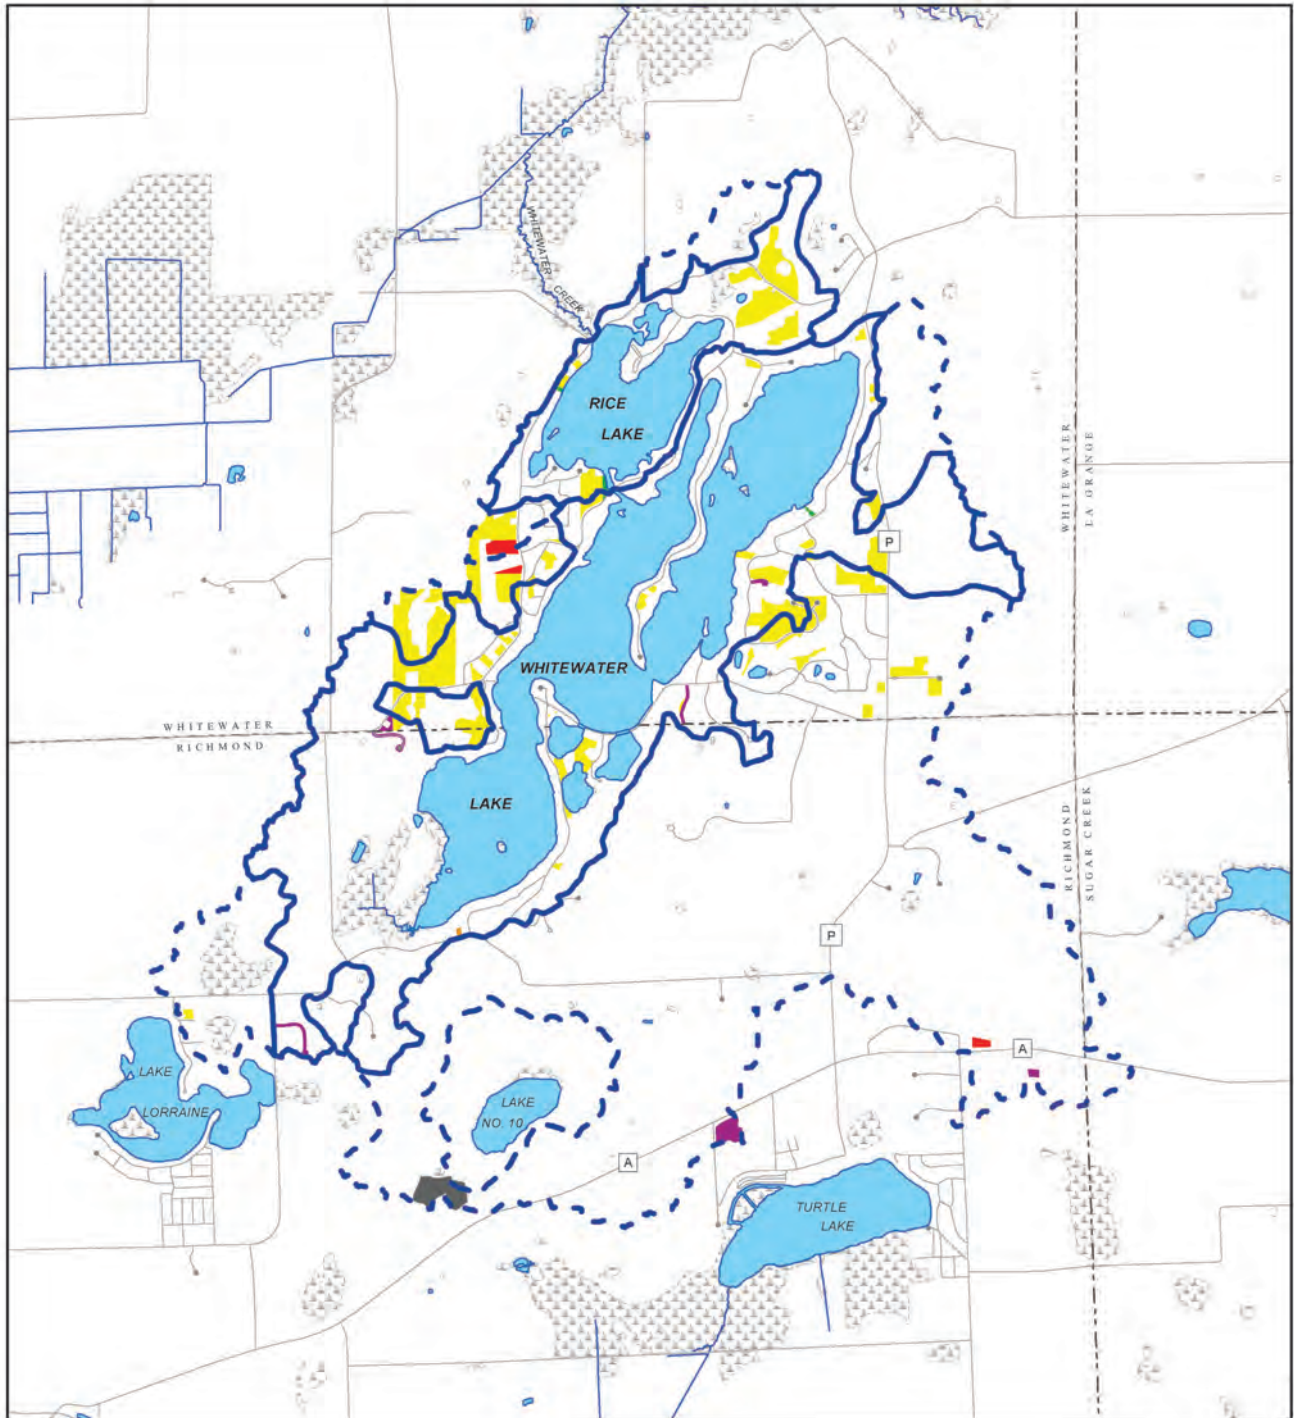 WHITEWATER
CREEK
RICE
LAKE
WHITEWATER
LA GRANGE
P
WHITEWATER
WHITEWATER
RICHMOND
LAKE
RICHMOND
SUGAR CREEK
P
A
LAKE
LORRAINE
LAKE
NO. 10
A
TURTLE
LAKE